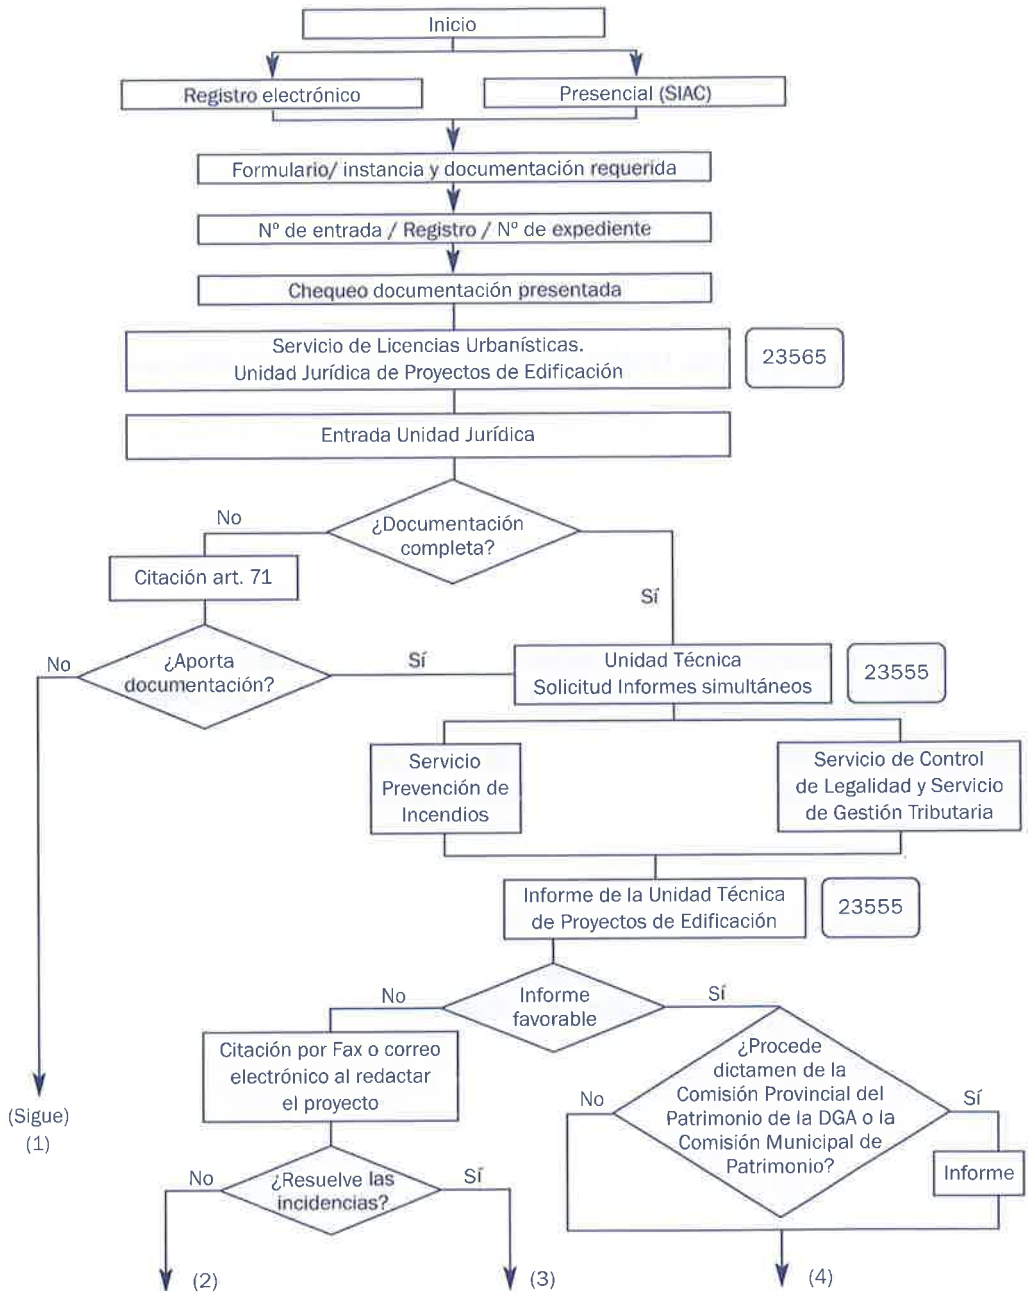 Inicio
Registro electrónico
Presencial (SIAC)
Formulario/ instancia y documentación requerida
Nº de entrada / Registro / Nº de expediente
Chequeo documentación presentada
Servicio de Licencias Urbanísticas.
Unidad Jurídica de Proyectos de Edificación
23565
Entrada Unidad Jurídica
¿Documentación
completa?
No
Sí
Citación art. 71
¿Aporta
documentación?
No
Sí
Unidad Técnica
Solicitud Informes simultáneos
23555
Servicio
Prevención de
Incendios
Servicio de Control
de Legalidad y Servicio
de Gestión Tributaria
Informe de la Unidad Técnica
de Proyectos de Edificación
23555
Informe
favorable
No
Sí
Citación por Fax o correo
electrónico al redactar
el proyecto
¿Procede
dictamen de la
Comisión Provincial del
Patrimonio de la DGA o la
Comisión Municipal de
Patrimonio?
No
Sí
Informe
(Sigue)
(1)
¿Resuelve las
incidencias?
No
Sí
(2)
(3)
(4)